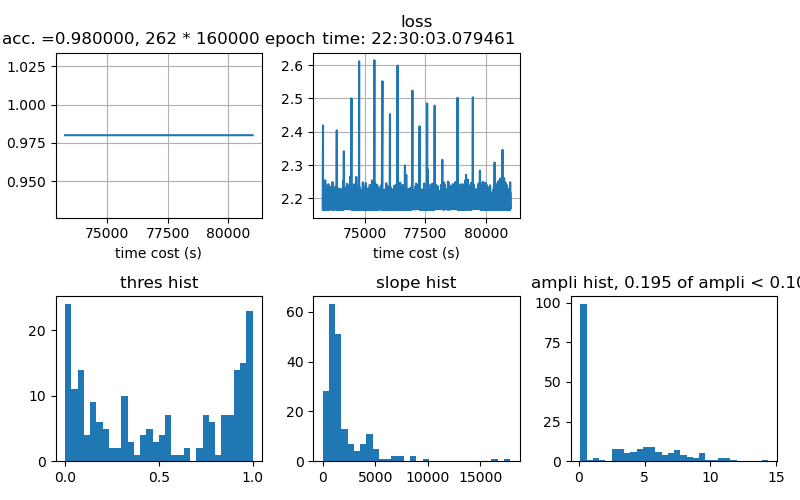 loss
acc. =0.980000, 262 * 160000 epoch time: 22:30:03.079461
1.025
1.000
0.975
0.950
75000 77500 80000
time cost (s)
2.6
2.5
2.4
2.3
2.2
75000 77500 80000
time cost (s)
thres hist
20
10
0
0.0 0.5 1.0
slope hist
60
40
20
0
0 5000 10000 15000
ampli hist, 0.195 of ampli < 0.10
100
75
50
25
0
0 5 10 15